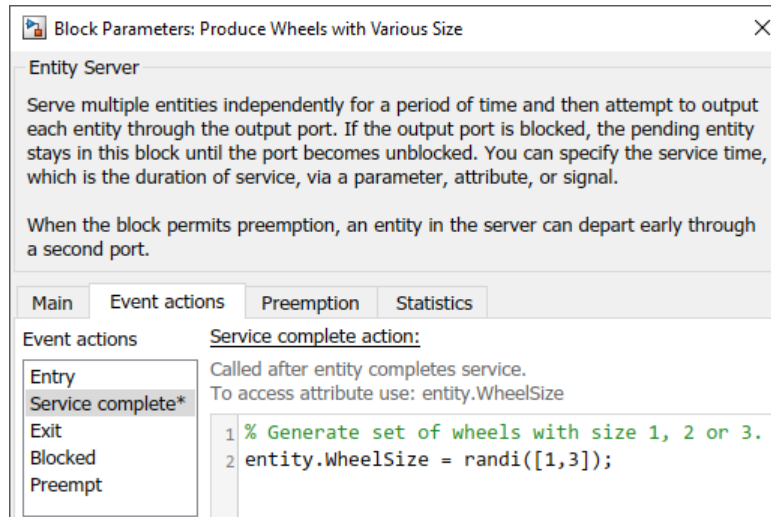 Block Parameters: Produce Wheels with Various Size
Entity Server
Serve multiple entities independently for a period of time and then attempt to output
each entity through the output port. If the output port is blocked, the pending entity
stays in this block until the port becomes unblocked. You can specify the service time,
which is the duration of service, via a parameter, attribute, or signal.
When the block permits preemption, an entity in the server can depart early through
a second port.
Main Event actions Preemption Statistics
Event actions
Entry
Service complete*
Exit
Blocked
Preempt
Service complete action:
Called after entity completes service.
To access attribute use: entity.WheelSize
1 % Generate set of wheels with size 1, 2 or 3.
2 entity.WheelSize = randi([1,3]);